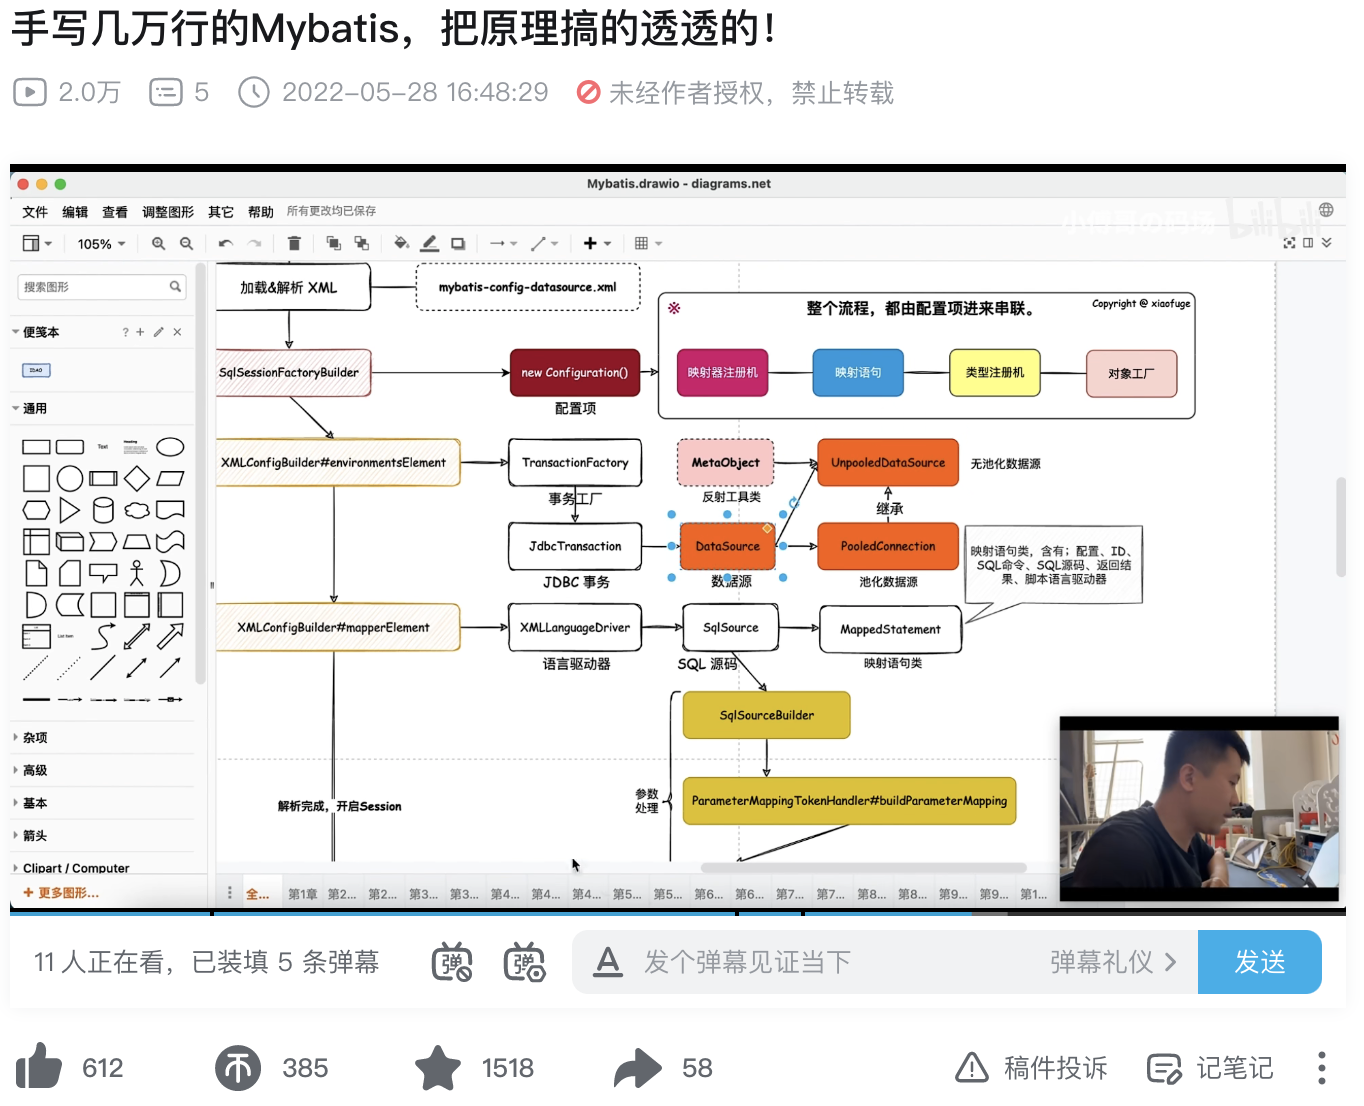 手写几万行的Mybatis，把原理搞的透透的！
2.0万 5 2022-05-28 16:48:29 未经作者授权，禁止转载
Mybatis.drawio - diagrams.net
文件 编辑 查看 调整图形 其它 帮助 所有更改均已保存
小傅哥の码场 bilibili
105%
搜索图形
便笺本
?
通用
Text
Heading
List Item
杂项
高级
基本
箭头
Clipart / Computer
+ 更多图形...
加载&解析 XML
mybatis-config-datasource.xml
※
整个流程，都由配置项进来串联。
Copyright @ xiaofuge
SqlSessionFactoryBuilder
new Configuration()
配置项
映射器注册机
映射语句
类型注册机
对象工厂
XMLConfigBuilder#environmentsElement
TransactionFactory
事务工厂
MetaObject
反射工具类
UnpooledDataSource
无池化数据源
继承
JdbcTransaction
JDBC 事务
DataSource
数据源
PooledConnection
池化数据源
映射语句类，含有；配置、ID、
SQL命令、SQL源码、返回结
果、脚本语言驱动器
XMLConfigBuilder#mapperElement
XMLLanguageDriver
语言驱动器
SqlSource
SQL 源码
MappedStatement
映射语句类
SqlSourceBuilder
参数
处理
ParameterMappingTokenHandler#buildParameterMapping
解析完成，开启Session
全... 第1章 第2... 第2... 第3... 第3... 第4... 第4... 第4... 第5... 第5... 第6... 第6... 第7... 第7... 第8... 第8... 第9... 第9... 第1...
11 人正在看，已装填 5 条弹幕
弹
弹
A
发个弹幕见证当下
弹幕礼仪 >
发送
612 385 1518 58 稿件投诉 记笔记